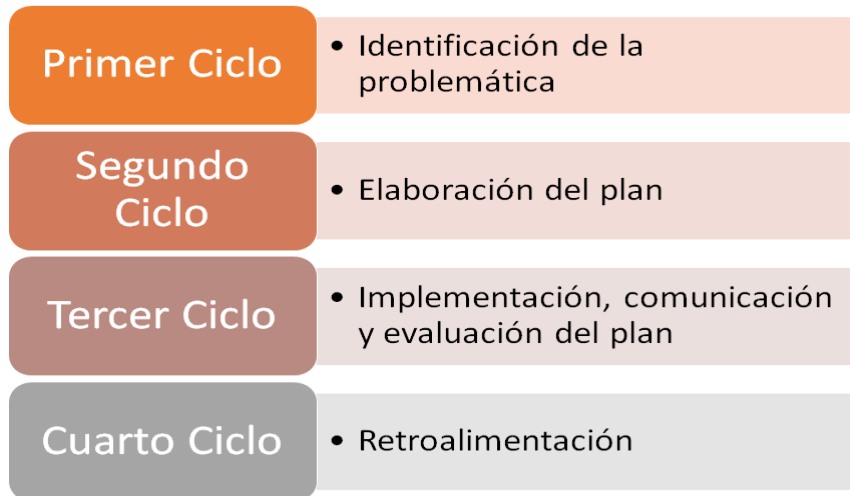 Primer Ciclo
• Identificación de la
problemática
Segundo
Ciclo
• Elaboración del plan
Tercer Ciclo
• Implementación, comunicación
y evaluación del plan
Cuarto Ciclo
• Retroalimentación